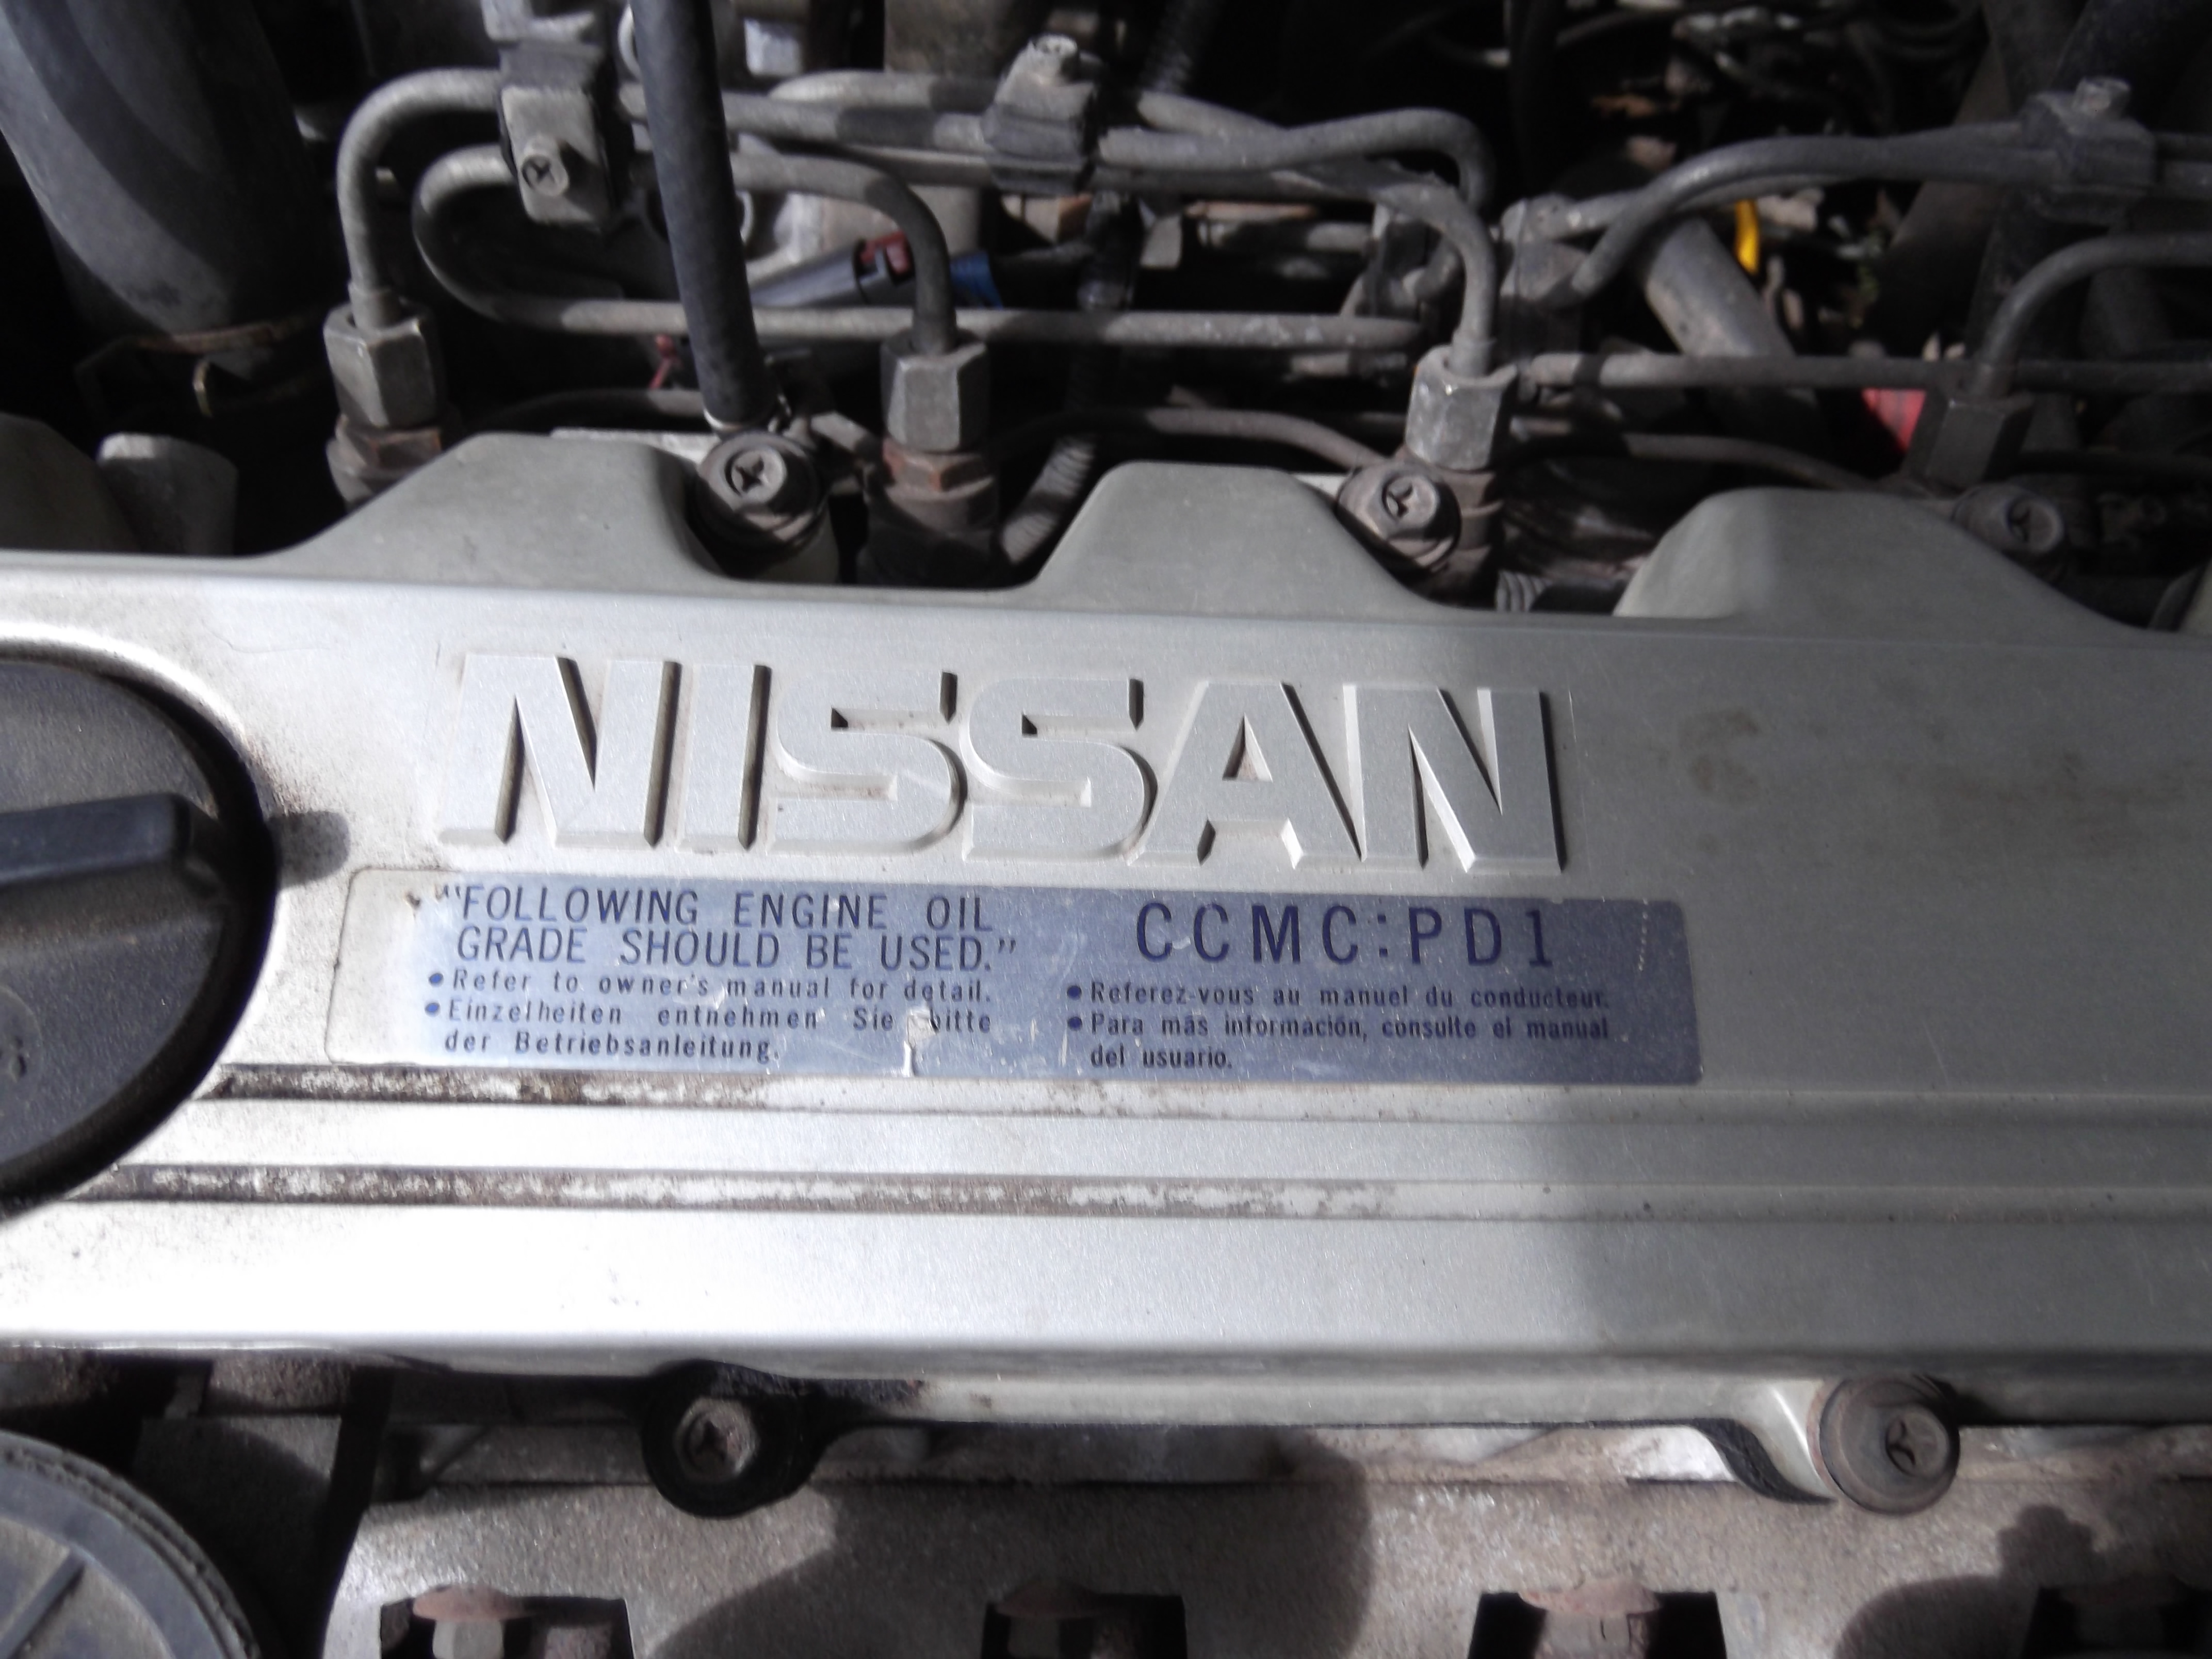 NISSAN
"FOLLOWING ENGINE OIL
GRADE SHOULD BE USED."
• Refer to owner's manual for detail.
• Einzelheiten entnehmen Sie bitte
der Betriebsanleitung.
CCMC:PD1
• Referez-vous au manuel du conducteur.
• Para más información, consulte el manual
del usuario.